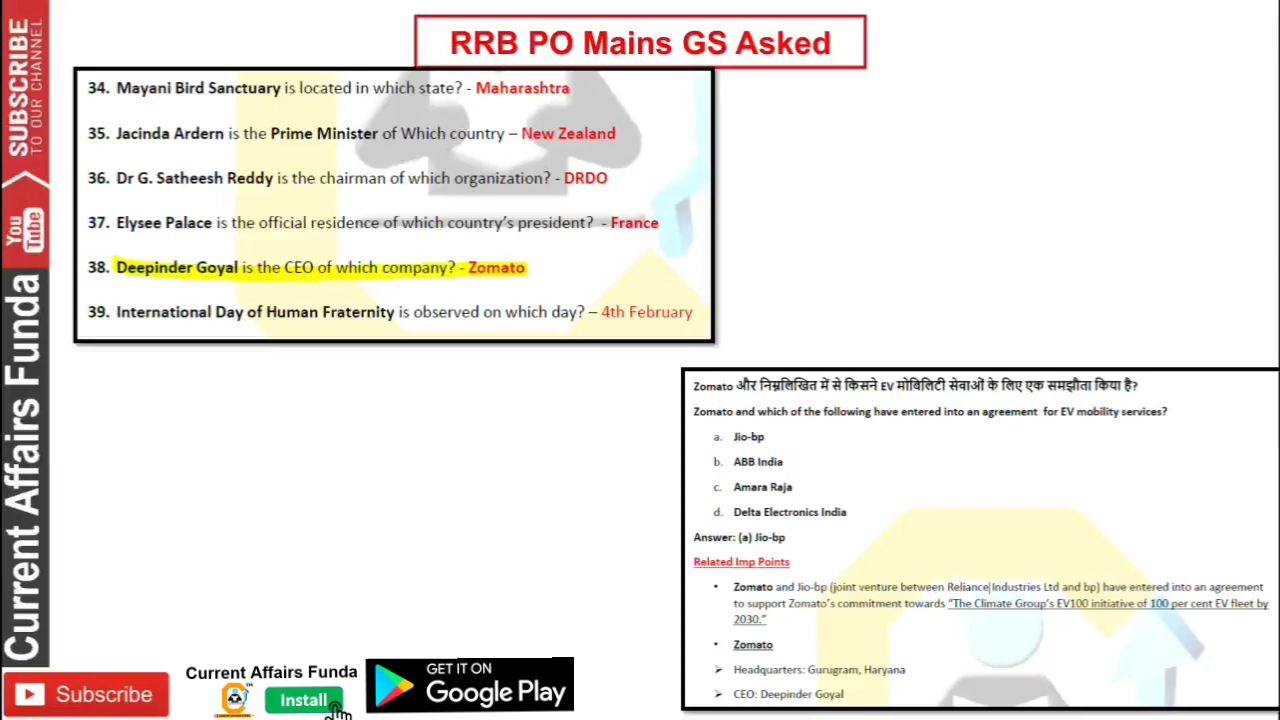 SUBSCRIBE
TO OUR CHANNEL
You
Tube
Current Affairs Funda
RRB PO Mains GS Asked
34. Mayani Bird Sanctuary is located in which state? - Maharashtra
35. Jacinda Ardern is the Prime Minister of Which country – New Zealand
36. Dr G. Satheesh Reddy is the chairman of which organization? - DRDO
37. Elysee Palace is the official residence of which country's president? - France
38. Deepinder Goyal is the CEO of which company? - Zomato
39. International Day of Human Fraternity is observed on which day? – 4th February
Zomato और निम्नलिखित में से किसने EV मोबिलिटी सेवाओं के लिए एक समझौता किया है?
Zomato and which of the following have entered into an agreement for EV mobility services?
a. Jio-bp
b. ABB India
c. Amara Raja
d. Delta Electronics India
Answer: (a) Jio-bp
Related Imp Points
• Zomato and Jio-bp (joint venture between Reliance Industries Ltd and bp) have entered into an agreement
to support Zomato's commitment towards "The Climate Group's EV100 initiative of 100 per cent EV fleet by
2030."
• Zomato
➢ Headquarters: Gurugram, Haryana
➢ CEO: Deepinder Goyal
Subscribe
Current Affairs Funda
Install
GET IT ON
Google Play